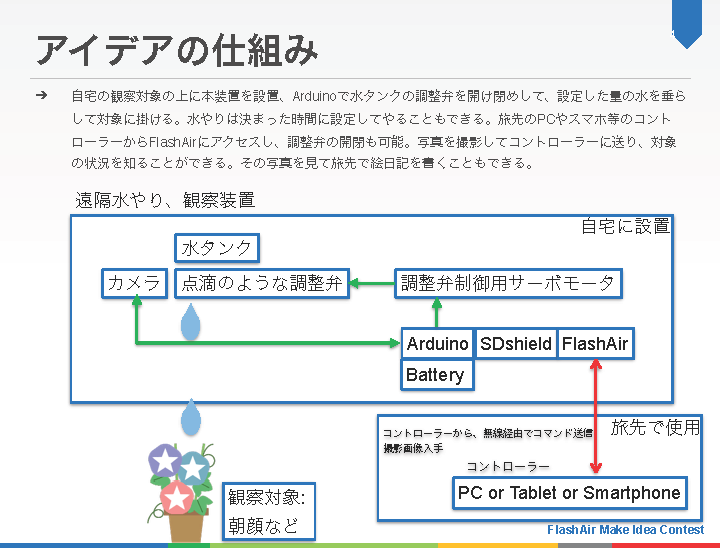 アイデアの仕組み
➔ 自宅の観察対象の上に本装置を設置、Arduinoで水タンクの調整弁を開け閉めして、設定した量の水を垂ら
して対象に掛ける。水やりは決まった時間に設定してやることもできる。旅先のPCやスマホ等のコント
ローラーからFlashAirにアクセスし、調整弁の開閉も可能。写真を撮影してコントローラーに送り、対象
の状況を知ることができる。その写真を見て旅先で絵日記を書くこともできる。
遠隔水やり、観察装置
自宅に設置
水タンク
カメラ
点滴のような調整弁
調整弁制御用サーボモータ
Arduino
SDshield
FlashAir
Battery
コントローラーから、無線経由でコマンド送信
撮影画像入手
旅先で使用
コントローラー
PC or Tablet or Smartphone
観察対象:
朝顔など
FlashAir Make Idea Contest